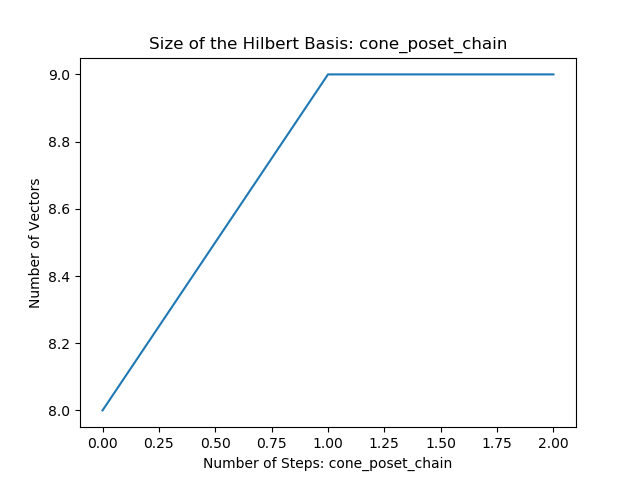 Size of the Hilbert Basis: cone_poset_chain
Number of Vectors
9.0
8.8
8.6
8.4
8.2
8.0
0.00 0.25 0.50 0.75 1.00 1.25 1.50 1.75 2.00
Number of Steps: cone_poset_chain